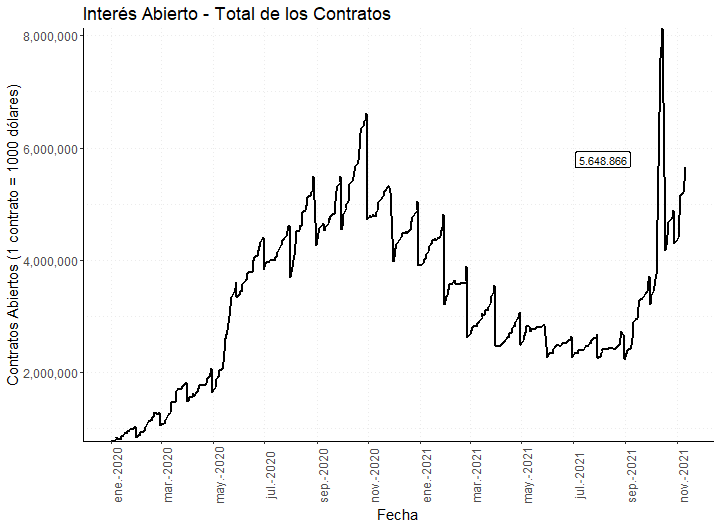 Interés Abierto - Total de los Contratos
Contratos Abiertos (1 contrato = 1000 dólares)
8,000,000
6,000,000
4,000,000
2,000,000
5.648.866
ene.-2020
mar.-2020
may.-2020
jul.-2020
sep.-2020
nov.-2020
ene.-2021
mar.-2021
may.-2021
jul.-2021
sep.-2021
nov.-2021
Fecha